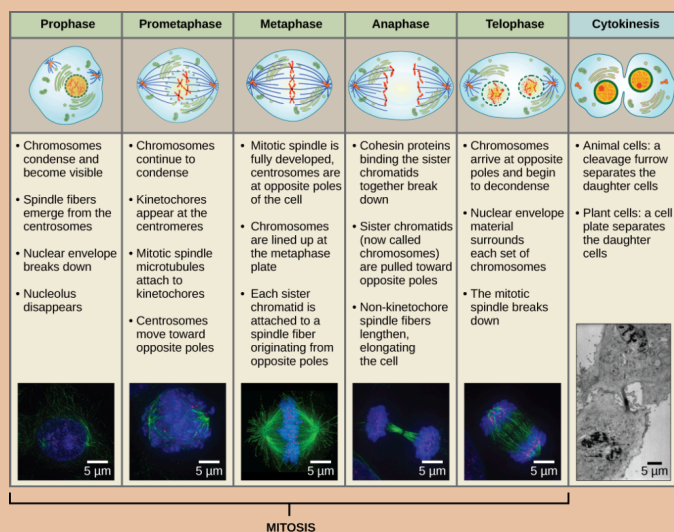 Prophase
Prometaphase
Metaphase
Anaphase
Telophase
Cytokinesis
• Chromosomes
condense and
become visible
• Spindle fibers
emerge from the
centrosomes
• Nuclear envelope
breaks down
• Nucleolus
disappears
• Chromosomes
continue to
condense
• Kinetochores
appear at the
centromeres
• Mitotic spindle
microtubules
attach to
kinetochores
• Centrosomes
move toward
opposite poles
• Mitotic spindle is
fully developed,
centrosomes are
at opposite poles
of the cell
• Chromosomes
are lined up at
the metaphase
plate
• Each sister
chromatid is
attached to a
spindle fiber
originating from
opposite poles
• Cohesin proteins
binding the sister
chromatids
together break
down
• Sister chromatids
(now called
chromosomes)
are pulled toward
opposite poles
• Non-kinetochore
spindle fibers
lengthen,
elongating
the cell
• Chromosomes
arrive at opposite
poles and begin
to decondense
• Nuclear envelope
material
surrounds
each set of
chromosomes
• The mitotic
spindle breaks
down
• Animal cells: a
cleavage furrow
separates the
daughter cells
• Plant cells: a cell
plate separates
the daughter
cells
5 µm
5 µm
5 µm
5 µm
5 µm
5 µm
MITOSIS